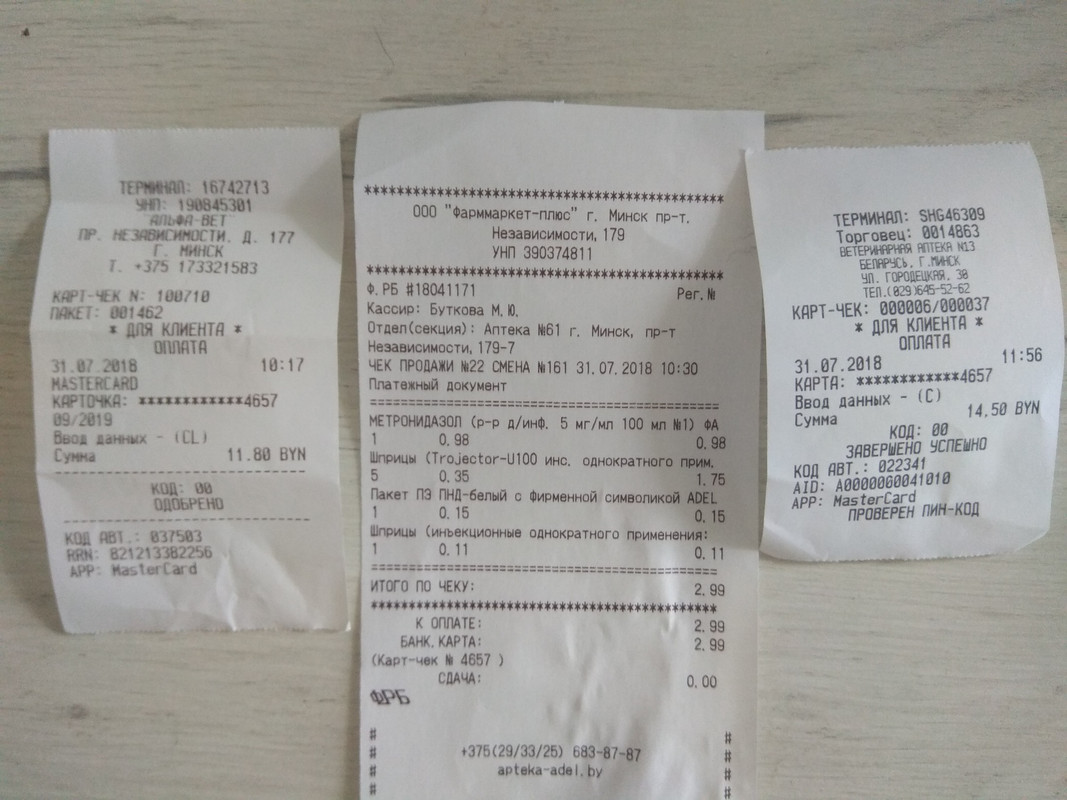 ТЕРМИНАЛ: 16742713
УНП: 190845301
"АЛЬФА-ВЕТ"
ПР. НЕЗАВИСИМОСТИ, Д. 177
Г. МИНСК
Т. +375 173321583
КАРТ-ЧЕК N: 100710
ПАКЕТ: 001462
* ДЛЯ КЛИЕНТА *
ОПЛАТА
31.07.2018 10:17
MASTERCARD
КАРТОЧКА: ************4657
09/2019
Ввод данных - (CL)
Сумма 11.80 BYN
КОД: 00
ОДОБРЕНО
КОД АВТ.: 037503
RRN: 821213382256
APP: MasterCard
************************************************
ООО "Фарммаркет-плюс" г. Минск пр-т.
Независимости, 179
УНП 390374811
************************************************
Ф. РБ #18041171 Рег. №
Кассир: Буткова М. Ю.
Отдел(секция): Аптека №61 г. Минск, пр-т
Независимости, 179-7
ЧЕК ПРОДАЖИ №22 СМЕНА №161 31.07.2018 10:30
Платежный документ
================================================
МЕТРОНИДАЗОЛ (р-р д/инф. 5 мг/мл 100 мл №1) ФА
1 0.98 0.98
Шприцы (Trojector-U100 инс. однократного прим.
5 0.35 1.75
Пакет ПЭ ПНД-белый с фирменной символикой ADEL
1 0.15 0.15
Шприцы (инъекционные однократного применения:
1 0.11 0.11
================================================
ИТОГО ПО ЧЕКУ: 2.99
************************************************
К ОПЛАТЕ: 2.99
БАНК. КАРТА: 2.99
(Карт-чек № 4657 )
СДАЧА: 0.00
ФРБ
# #
# +375(29/33/25) 683-87-87 #
# apteka-adel.by #
# #
ТЕРМИНАЛ: SHG46309
Торговец: 0014863
ВЕТЕРИНАРНАЯ АПТЕКА N13
БЕЛАРУСЬ, Г.МИНСК
УЛ. ГОРОДЕЦКАЯ, 30
ТЕЛ.(029)645-52-62
КАРТ-ЧЕК: 000006/000037
* ДЛЯ КЛИЕНТА *
ОПЛАТА
31.07.2018 11:56
КАРТА: ************4657
Ввод данных - (C)
Сумма 14.50 BYN
КОД: 00
ЗАВЕРШЕНО УСПЕШНО
КОД АВТ.: 022341
AID: A0000000041010
APP: MasterCard
ПРОВЕРЕН ПИН-КОД